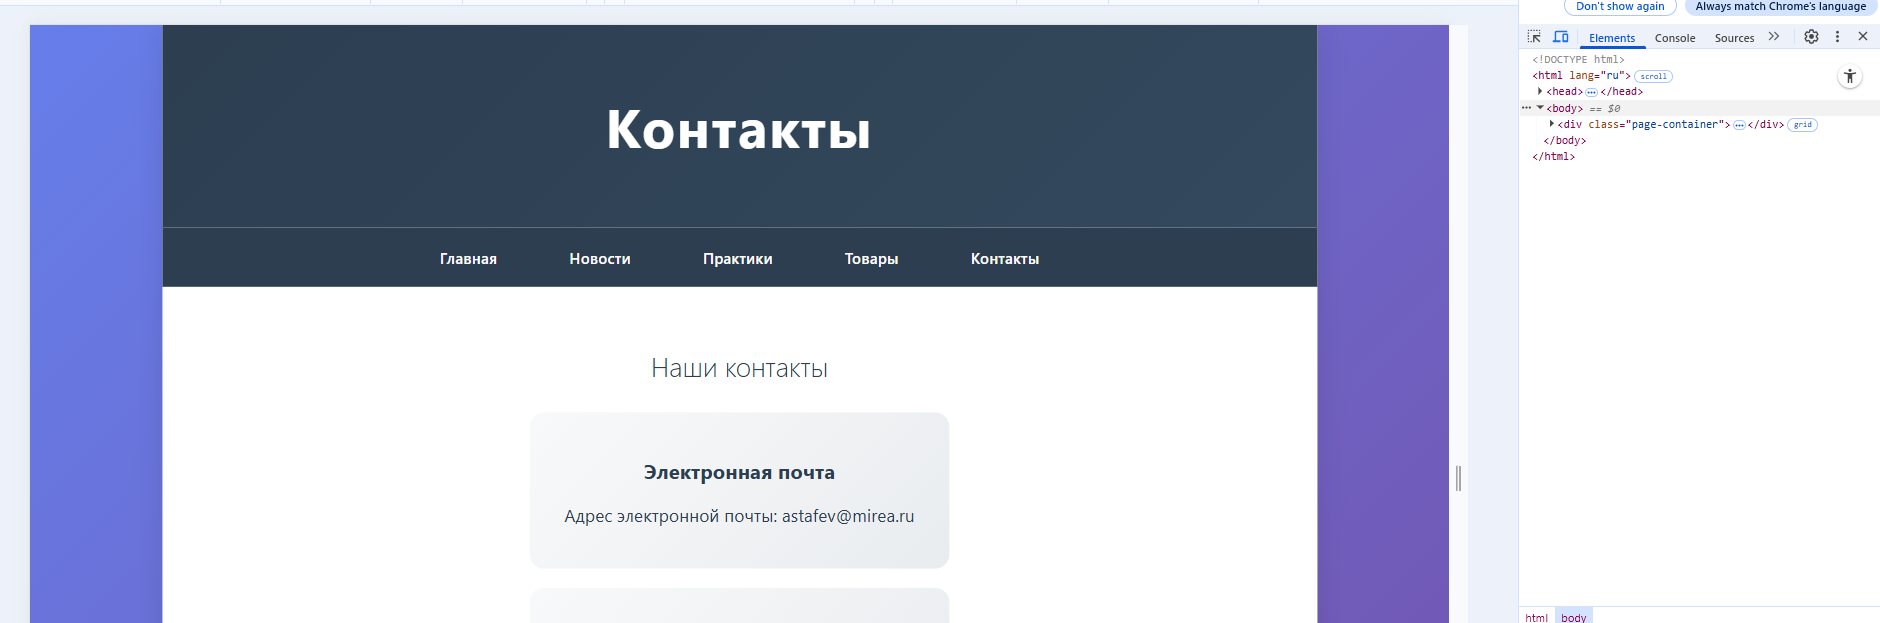 Don't show again
Always match Chrome's language
Elements
Console
Sources
<!DOCTYPE html>
<html lang="ru"> scroll
<head> </head>
<body> == $0
<div class="page-container"> </div> grid
</body>
</html>
Контакты
Главная
Новости
Практики
Товары
Контакты
Наши контакты
Электронная почта
Адрес электронной почты: astafev@mirea.ru
html
body